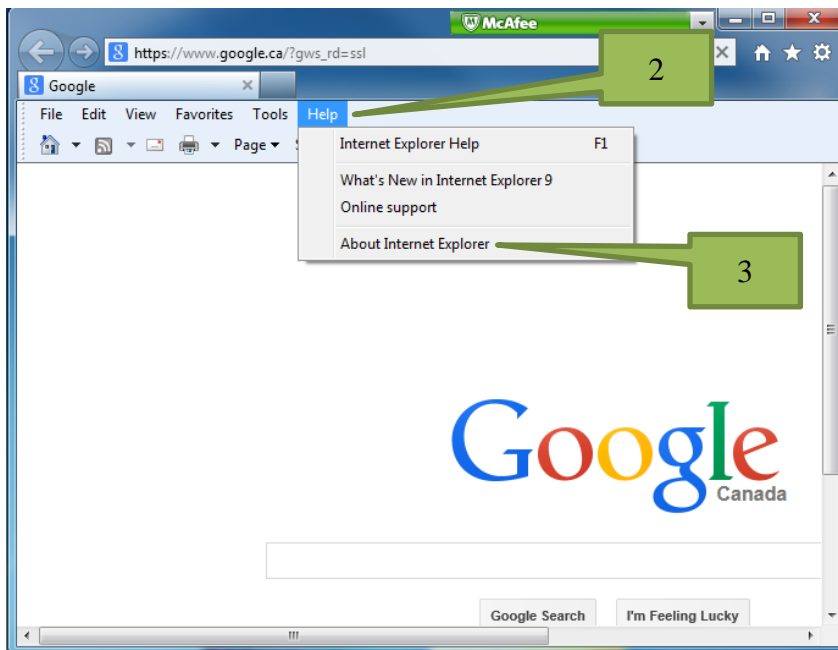 McAfee
https://www.google.ca/?gws_rd=ssl
2
8 Google
File Edit View Favorites Tools Help
Page
Internet Explorer Help F1
What's New in Internet Explorer 9
Online support
About Internet Explorer
3
Google
Canada
Google Search I'm Feeling Lucky